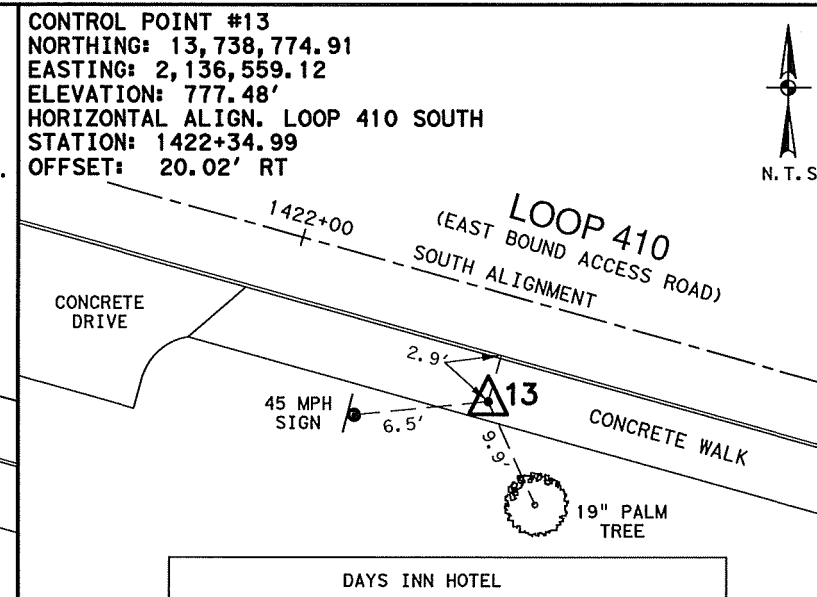 CONTROL POINT #13
NORTHING: 13,738,774.91
EASTING: 2,136,559.12
ELEVATION: 777.48'
HORIZONTAL ALIGN. LOOP 410 SOUTH
STATION: 1422+34.99
OFFSET: 20.02' RT
N.T.S
1422+00
LOOP 410
(EAST BOUND ACCESS ROAD)
SOUTH ALIGNMENT
CONCRETE
DRIVE
2.9'
13
45 MPH
SIGN
6.5'
CONCRETE WALK
9.9'
19" PALM
TREE
DAYS INN HOTEL